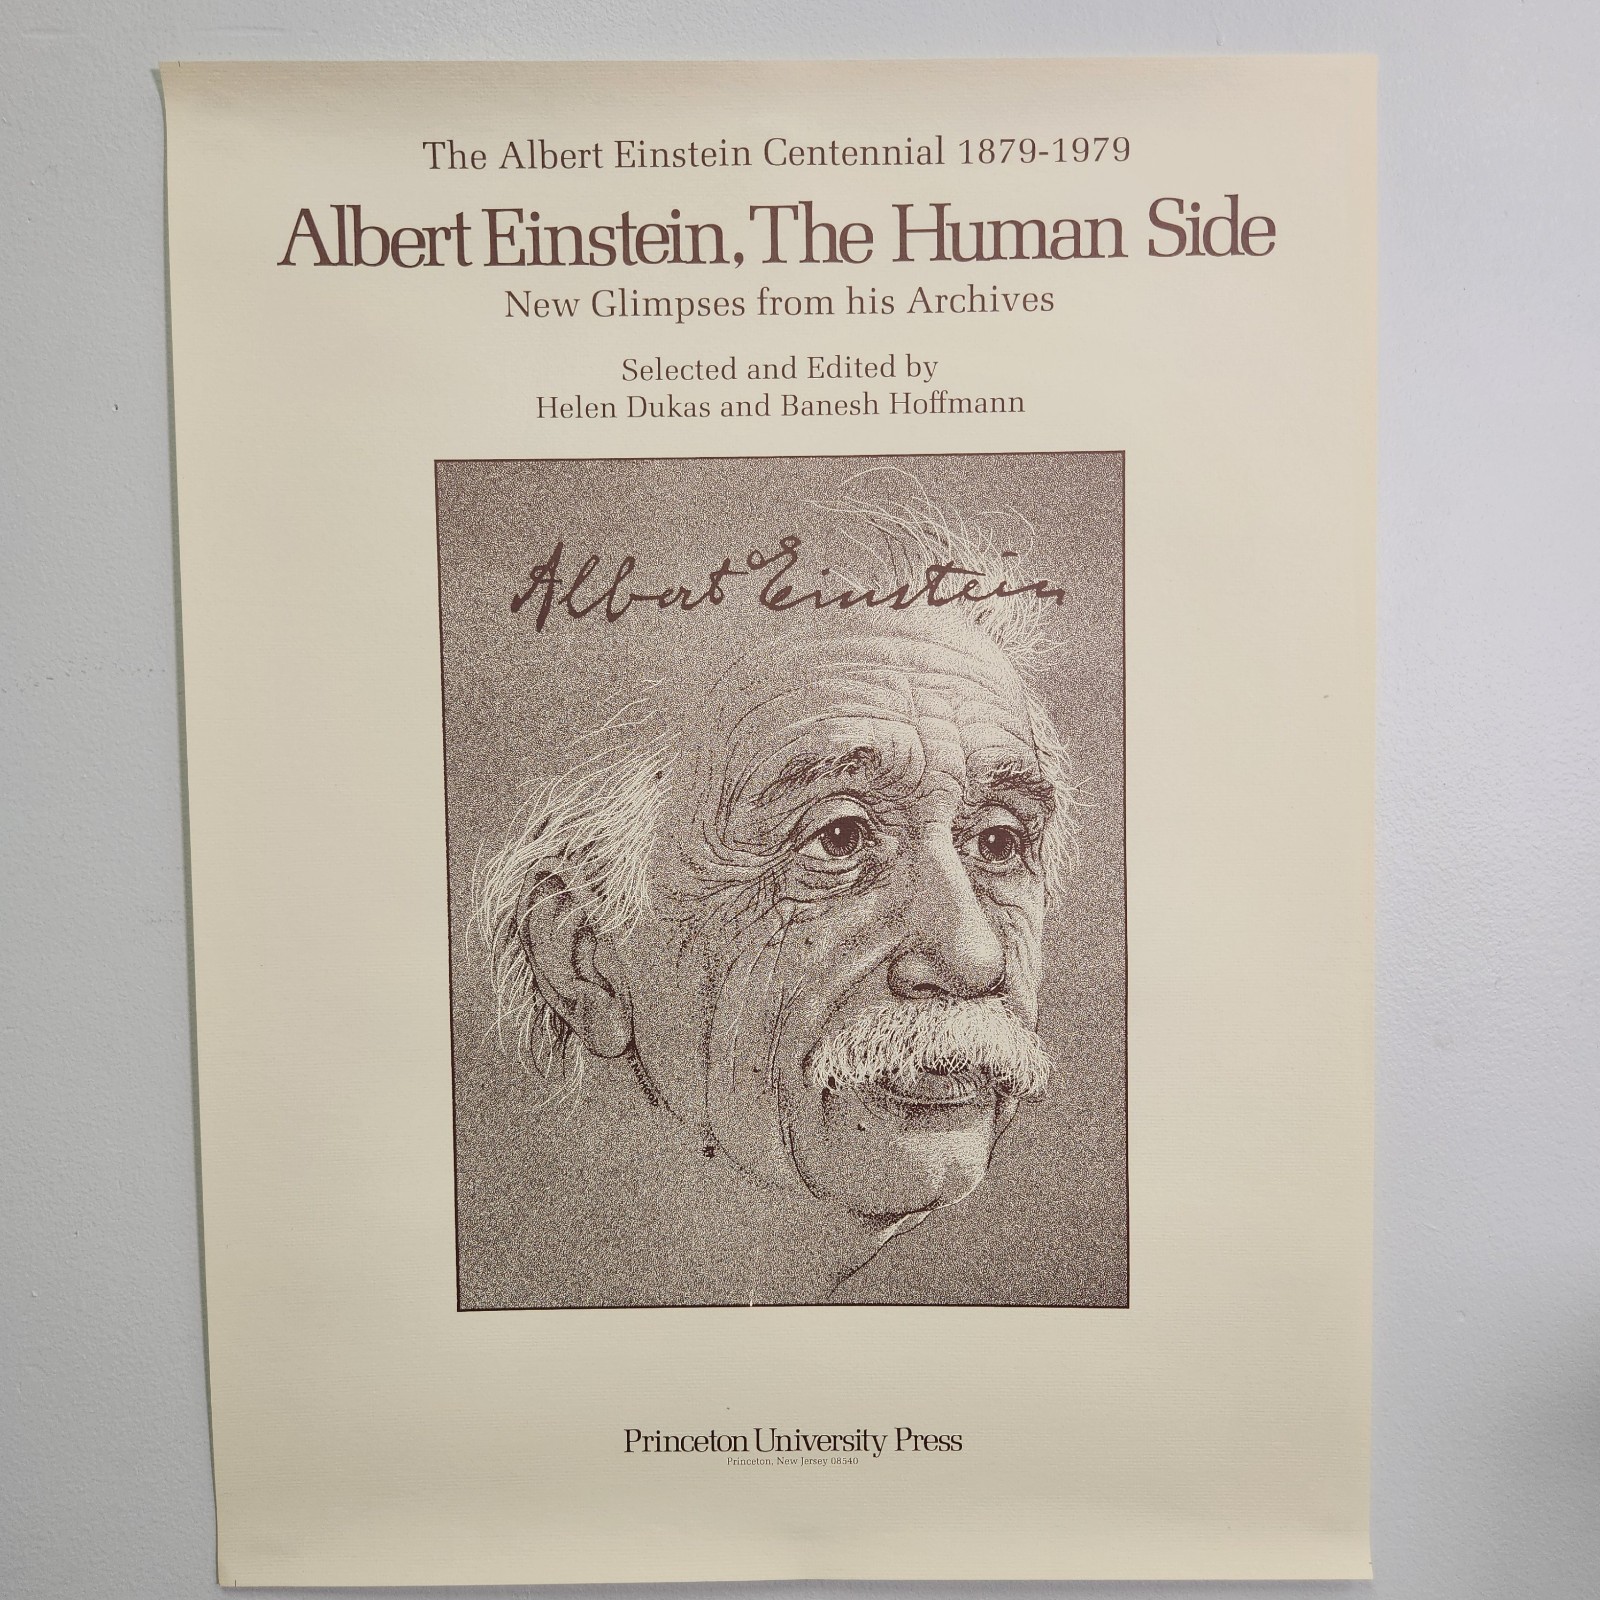 The Albert Einstein Centennial 1879-1979
Albert Einstein, The Human Side
New Glimpses from his Archives
Selected and Edited by
Helen Dukas and Banesh Hoffmann
Albert Einstein
Princeton University Press
Princeton, New Jersey 08540